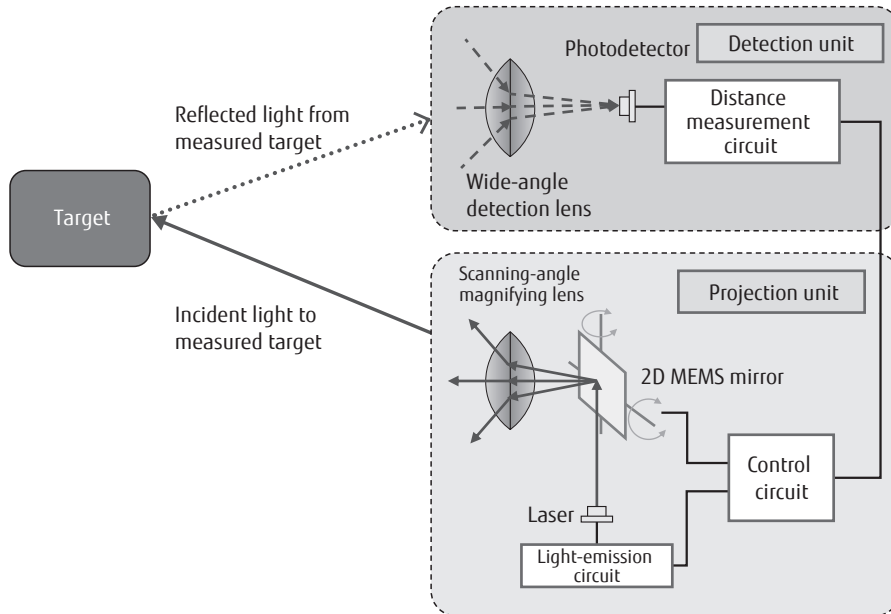 Photodetector
Detection unit
Reflected light from
measured target
Distance
measurement
circuit
Wide-angle
detection lens
Target
Scanning-angle
magnifying lens
Projection unit
Incident light to
measured target
2D MEMS mirror
Control
circuit
Laser
Light-emission
circuit